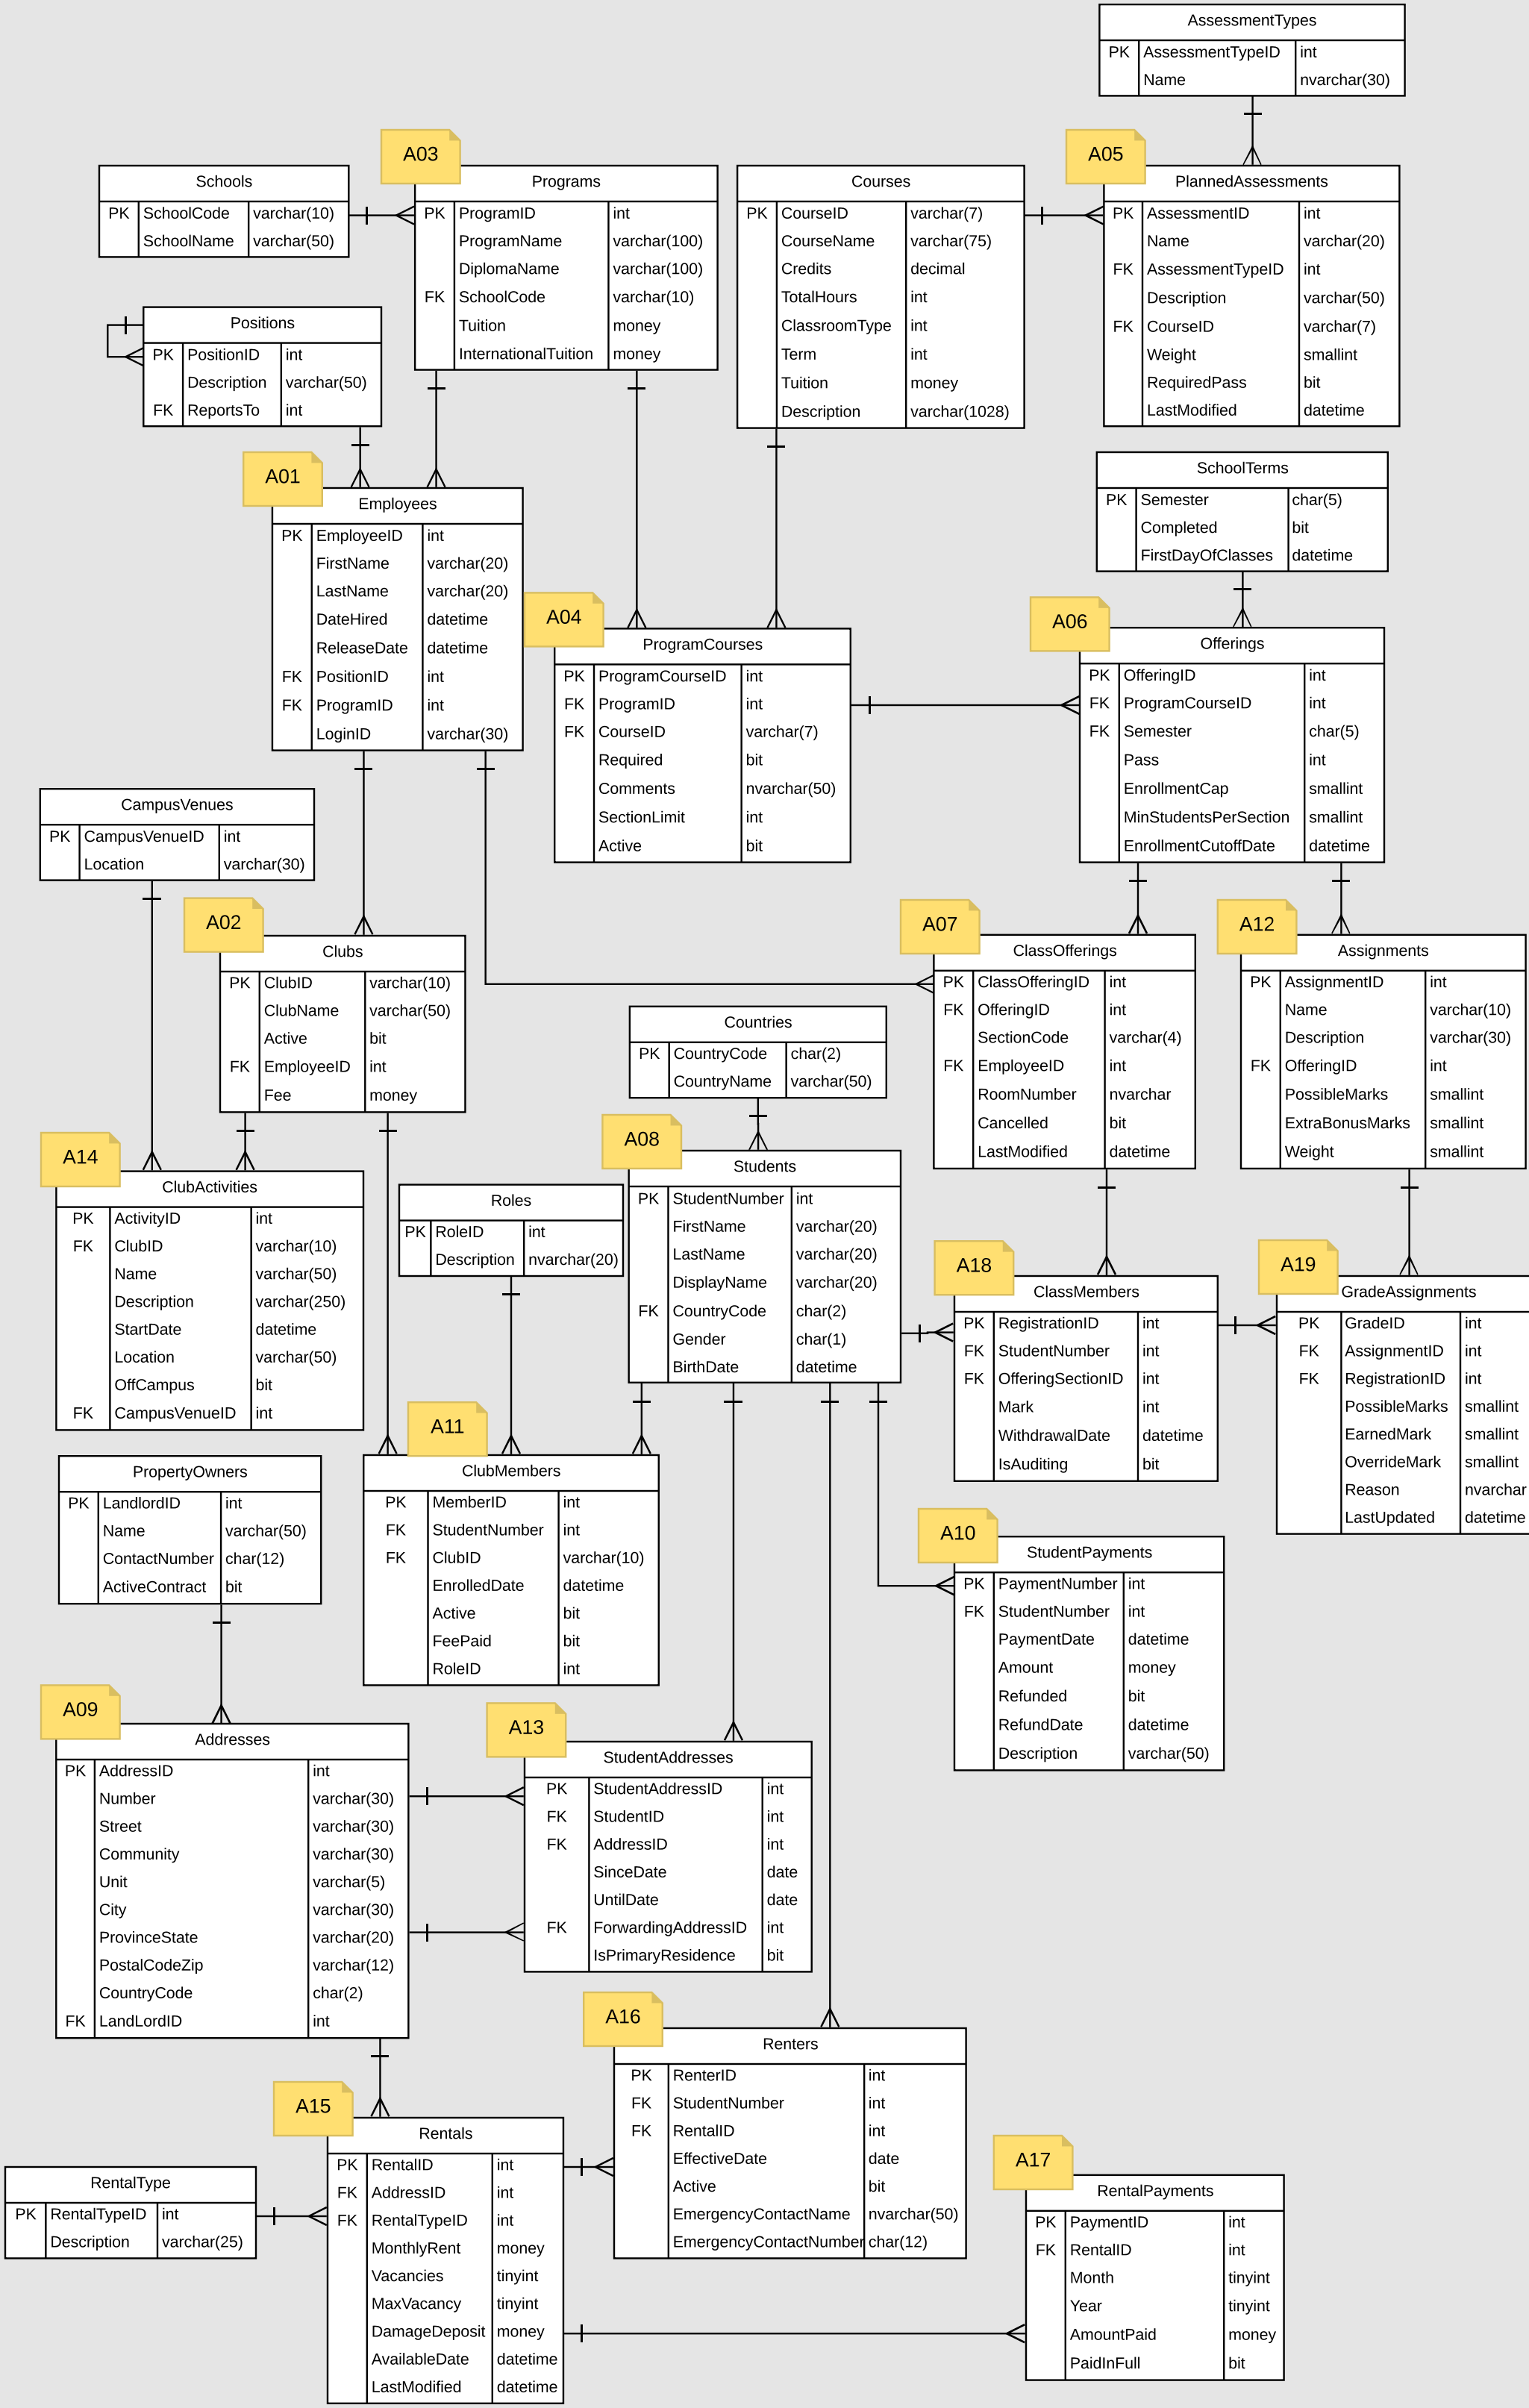 AssessmentTypes
PK AssessmentTypeID int
Name nvarchar(30)
A03
A05
Schools
PK SchoolCode varchar(10)
SchoolName varchar(50)
Programs
PK ProgramID int
ProgramName varchar(100)
DiplomaName varchar(100)
FK SchoolCode varchar(10)
Tuition money
InternationalTuition money
Courses
PK CourseID varchar(7)
CourseName varchar(75)
Credits decimal
TotalHours int
ClassroomType int
Term int
Tuition money
Description varchar(1028)
PlannedAssessments
PK AssessmentID int
Name varchar(20)
FK AssessmentTypeID int
Description varchar(50)
FK CourseID varchar(7)
Weight smallint
RequiredPass bit
LastModified datetime
Positions
PK PositionID int
Description varchar(50)
FK ReportsTo int
A01
Employees
PK EmployeeID int
FirstName varchar(20)
LastName varchar(20)
DateHired datetime
ReleaseDate datetime
FK PositionID int
FK ProgramID int
LoginID varchar(30)
SchoolTerms
PK Semester char(5)
Completed bit
FirstDayOfClasses datetime
A04
ProgramCourses
PK ProgramCourseID int
FK ProgramID int
FK CourseID varchar(7)
Required bit
Comments nvarchar(50)
SectionLimit int
Active bit
A06
Offerings
PK OfferingID int
FK ProgramCourseID int
FK Semester char(5)
Pass int
EnrollmentCap smallint
MinStudentsPerSection smallint
EnrollmentCutoffDate datetime
CampusVenues
PK CampusVenueID int
Location varchar(30)
A02
Clubs
PK ClubID varchar(10)
ClubName varchar(50)
Active bit
FK EmployeeID int
Fee money
A07
ClassOfferings
PK ClassOfferingID int
FK OfferingID int
SectionCode varchar(4)
FK EmployeeID int
RoomNumber nvarchar
Cancelled bit
LastModified datetime
A12
Assignments
PK AssignmentID int
Name varchar(10)
Description varchar(30)
FK OfferingID int
PossibleMarks smallint
ExtraBonusMarks smallint
Weight smallint
Countries
PK CountryCode char(2)
CountryName varchar(50)
A08
Students
PK StudentNumber int
FirstName varchar(20)
LastName varchar(20)
DisplayName varchar(20)
FK CountryCode char(2)
Gender char(1)
BirthDate datetime
A14
ClubActivities
PK ActivityID int
FK ClubID varchar(10)
Name varchar(50)
Description varchar(250)
StartDate datetime
Location varchar(50)
OffCampus bit
FK CampusVenueID int
Roles
PK RoleID int
Description nvarchar(20)
A18
ClassMembers
PK RegistrationID int
FK StudentNumber int
FK OfferingSectionID int
Mark int
WithdrawalDate datetime
IsAuditing bit
A19
GradeAssignments
PK GradeID int
FK AssignmentID int
FK RegistrationID int
PossibleMarks smallint
EarnedMark smallint
OverrideMark smallint
Reason nvarchar
LastUpdated datetime
A11
ClubMembers
PK MemberID int
FK StudentNumber int
FK ClubID varchar(10)
EnrolledDate datetime
Active bit
FeePaid bit
RoleID int
PropertyOwners
PK LandlordID int
Name varchar(50)
ContactNumber char(12)
ActiveContract bit
A10
StudentPayments
PK PaymentNumber int
FK StudentNumber int
PaymentDate datetime
Amount money
Refunded bit
RefundDate datetime
Description varchar(50)
A09
Addresses
PK AddressID int
Number varchar(30)
Street varchar(30)
Community varchar(30)
Unit varchar(5)
City varchar(30)
ProvinceState varchar(20)
PostalCodeZip varchar(12)
CountryCode char(2)
FK LandLordID int
A13
StudentAddresses
PK StudentAddressID int
FK StudentID int
FK AddressID int
SinceDate date
UntilDate date
FK ForwardingAddressID int
IsPrimaryResidence bit
A16
Renters
PK RenterID int
FK StudentNumber int
FK RentalID int
EffectiveDate date
Active bit
EmergencyContactName nvarchar(50)
EmergencyContactNumber char(12)
A15
Rentals
PK RentalID int
FK AddressID int
FK RentalTypeID int
MonthlyRent money
Vacancies tinyint
MaxVacancy tinyint
DamageDeposit money
AvailableDate datetime
LastModified datetime
RentalType
PK RentalTypeID int
Description varchar(25)
A17
RentalPayments
PK PaymentID int
FK RentalID int
Month tinyint
Year tinyint
AmountPaid money
PaidInFull bit